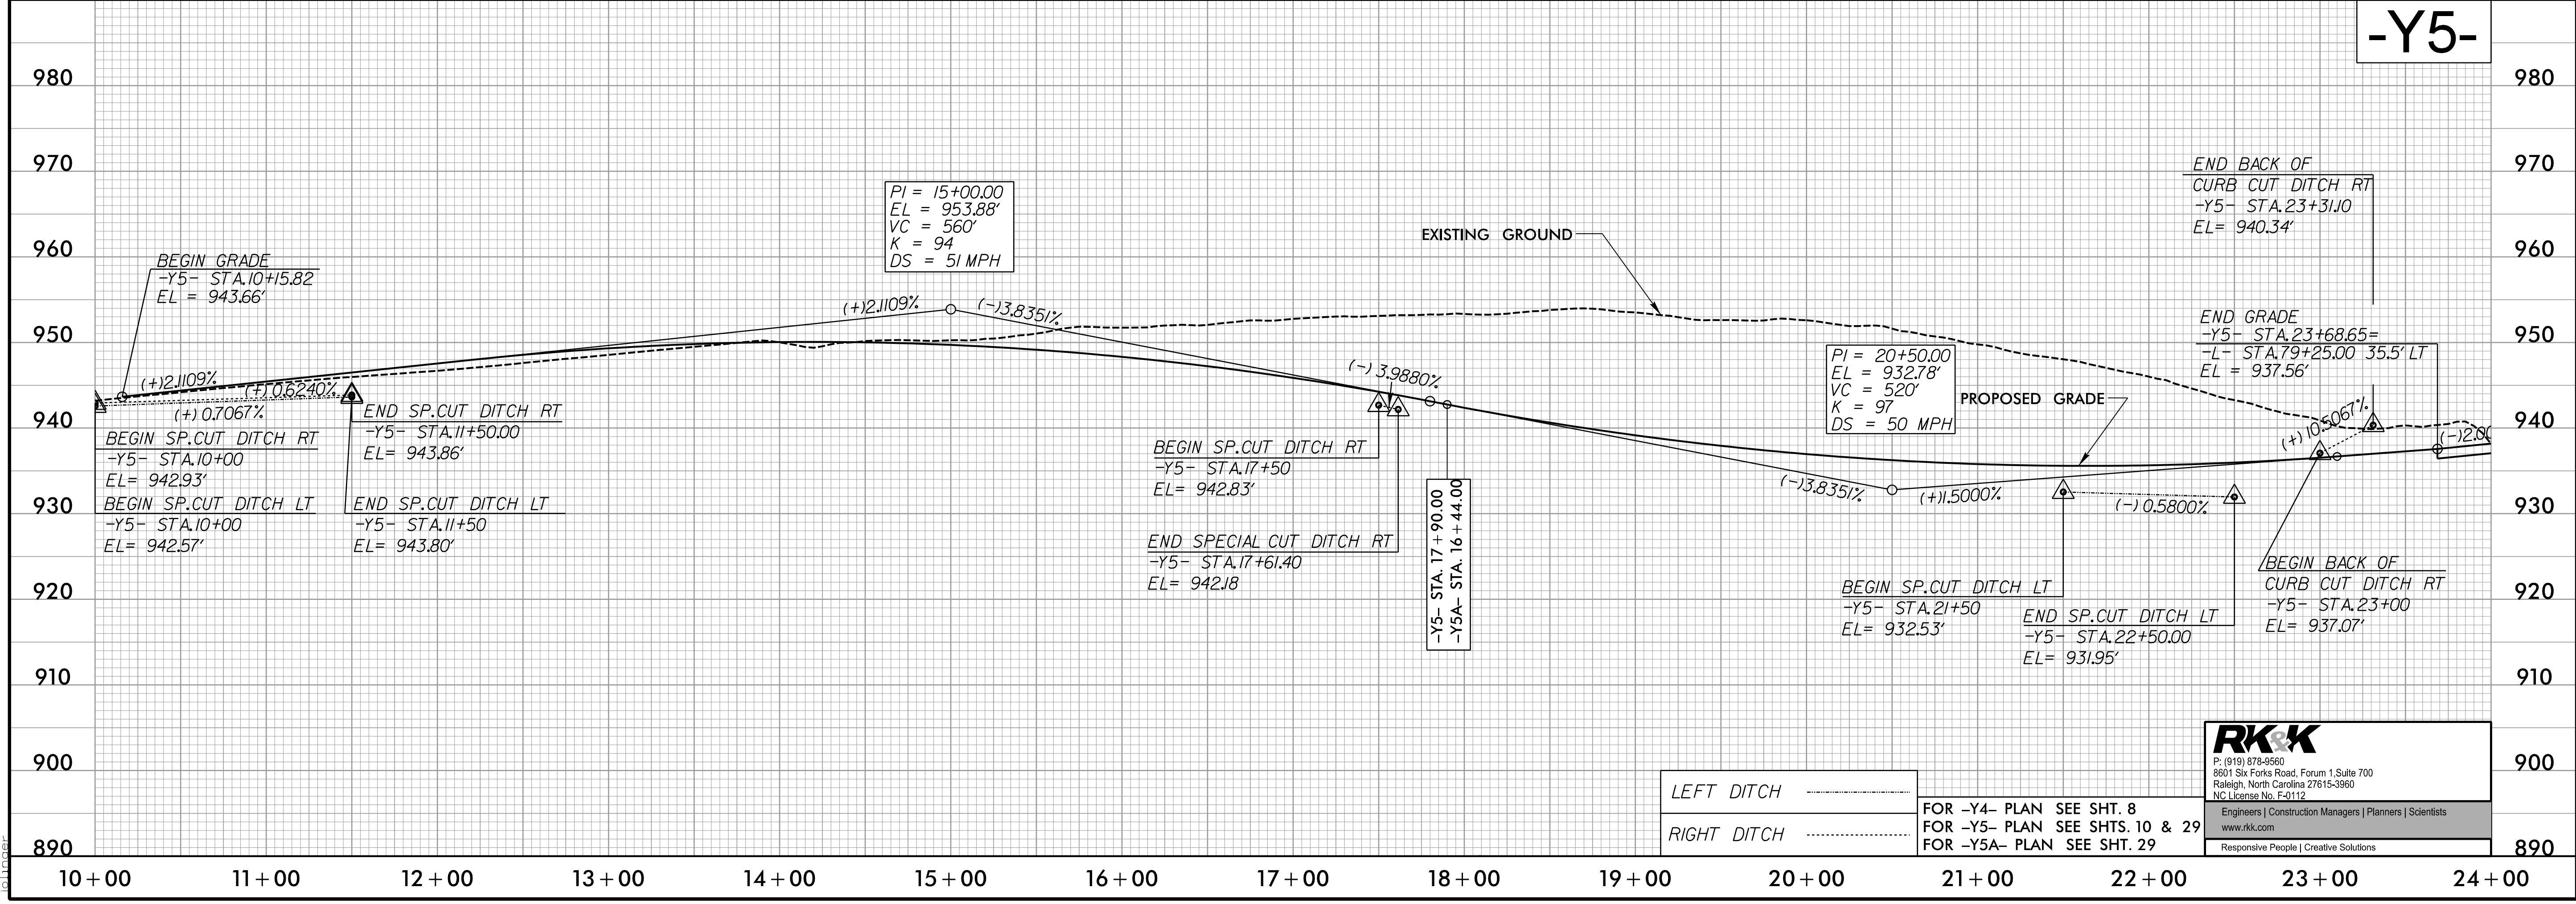 -Y5-
980
980
970
970
960
960
950
950
940
940
930
930
920
920
910
910
900
900
890
890
BEGIN GRADE
-Y5- STA.10+15.82
EL = 943.66'
(+)2.1109%
(+) 0.6240%
(+) 0.7067%
BEGIN SP.CUT DITCH RT
-Y5- STA.10+00
EL= 942.93'
BEGIN SP.CUT DITCH LT
-Y5- STA.10+00
EL= 942.57'
END SP.CUT DITCH RT
-Y5- STA.11+50.00
EL= 943.86'
END SP.CUT DITCH LT
-Y5- STA.11+50
EL= 943.80'
PI = 15+00.00
EL = 953.88'
VC = 560'
K = 94
DS = 51 MPH
(+)2.1109%
(-)3.8351%
EXISTING GROUND
(-) 3.9880%
BEGIN SP.CUT DITCH RT
-Y5- STA.17+50
EL= 942.83'
END SPECIAL CUT DITCH RT
-Y5- STA.17+61.40
EL= 942.18
-Y5- STA. 17+90.00
-Y5A- STA. 16+44.00
PI = 20+50.00
EL = 932.78'
VC = 520'
K = 97
DS = 50 MPH
PROPOSED GRADE
(-)3.8351%
(+)1.5000%
(-) 0.5800%
BEGIN SP.CUT DITCH LT
-Y5- STA.21+50
EL= 932.53'
END SP.CUT DITCH LT
-Y5- STA.22+50.00
EL= 931.95'
END BACK OF
CURB CUT DITCH RT
-Y5- STA.23+31.10
EL= 940.34'
END GRADE
-Y5- STA.23+68.65=
-L- STA.79+25.00 35.5' LT
EL = 937.56'
(+) 10.5067%
(-)2.00
BEGIN BACK OF
CURB CUT DITCH RT
-Y5- STA.23+00
EL= 937.07'
LEFT DITCH
RIGHT DITCH
FOR -Y4- PLAN SEE SHT. 8
FOR -Y5- PLAN SEE SHTS. 10 & 29
FOR -Y5A- PLAN SEE SHT. 29
RK&K
P: (919) 878-9560
8601 Six Forks Road, Forum 1,Suite 700
Raleigh, North Carolina 27615-3960
NC License No. F-0112
Engineers | Construction Managers | Planners | Scientists
www.rkk.com
Responsive People | Creative Solutions
10+00 11+00 12+00 13+00 14+00 15+00 16+00 17+00 18+00 19+00 20+00 21+00 22+00 23+00 24+00